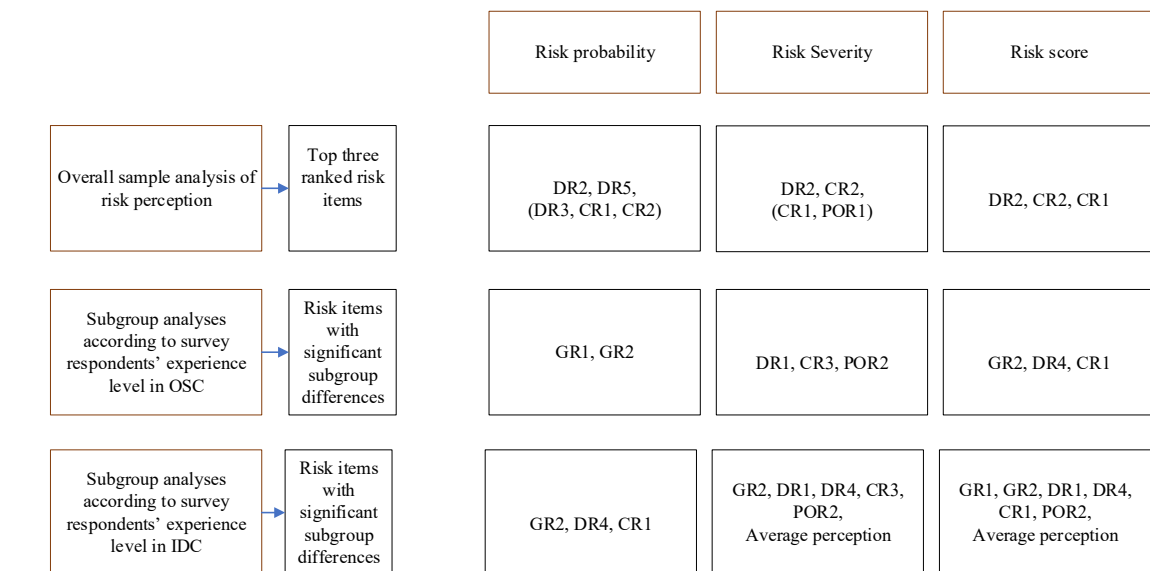 Risk probability
Risk Severity
Risk score
Overall sample analysis of
risk perception
Top three
ranked risk
items
DR2, DR5,
(DR3, CR1, CR2)
DR2, CR2,
(CR1, POR1)
DR2, CR2, CR1
Subgroup analyses
according to survey
respondents’ experience
level in OSC
Risk items
with
significant
subgroup
differences
GR1, GR2
DR1, CR3, POR2
GR2, DR4, CR1
Subgroup analyses
according to survey
respondents’ experience
level in IDC
Risk items
with
significant
subgroup
differences
GR2, DR4, CR1
GR2, DR1, DR4, CR3,
POR2,
Average perception
GR1, GR2, DR1, DR4,
CR1, POR2,
Average perception